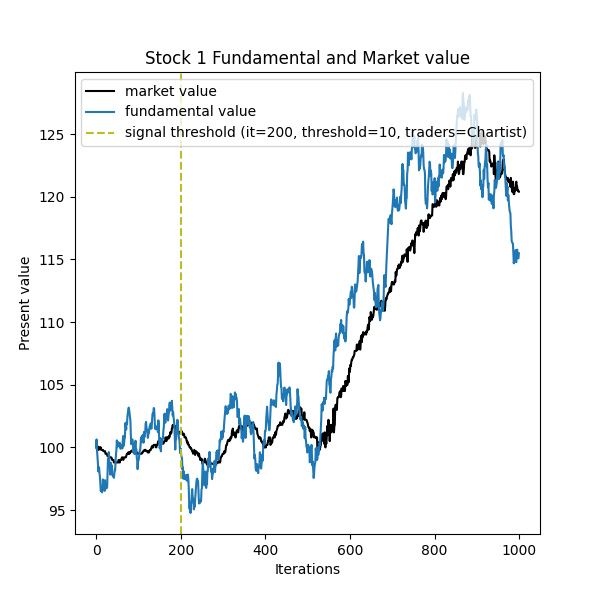 Stock 1 Fundamental and Market value
market value
fundamental value
signal threshold (it=200, threshold=10, traders=Chartist)
125
120
115
110
105
100
95
Present value
0 200 400 600 800 1000
Iterations